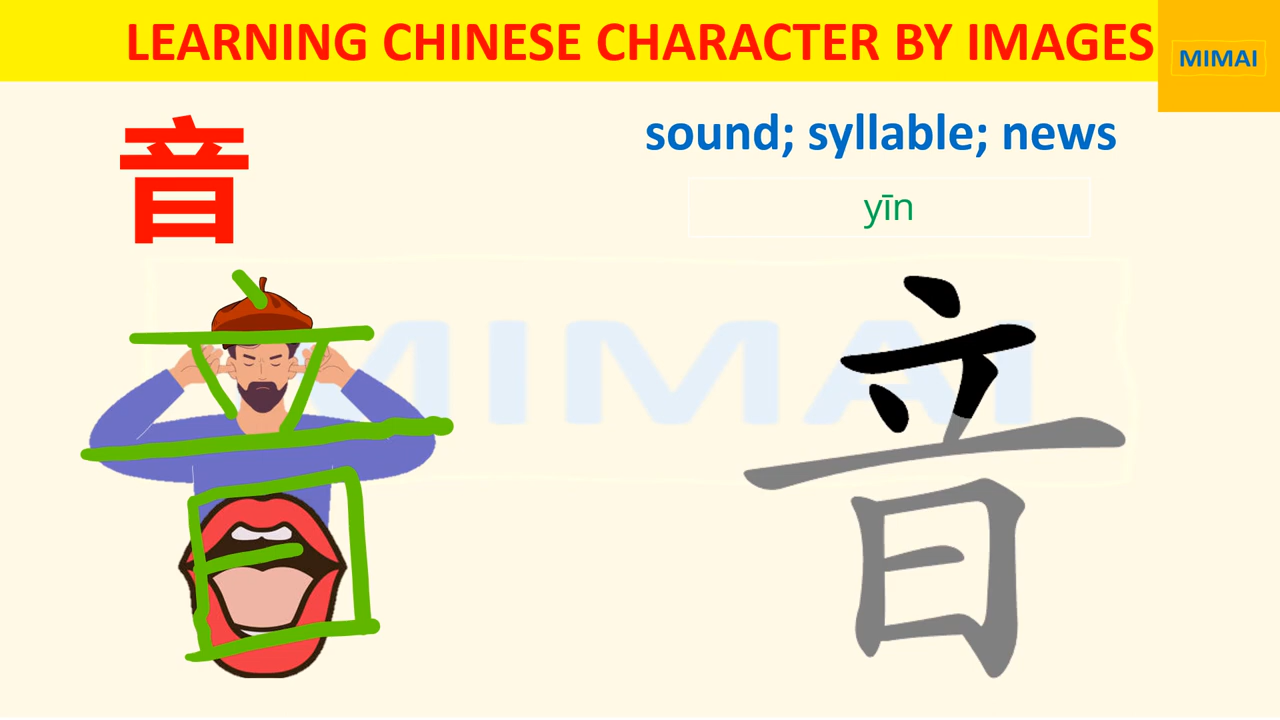 LEARNING CHINESE CHARACTER BY IMAGES
MIMAI
音
sound; syllable; news
yīn
MIMAI
音